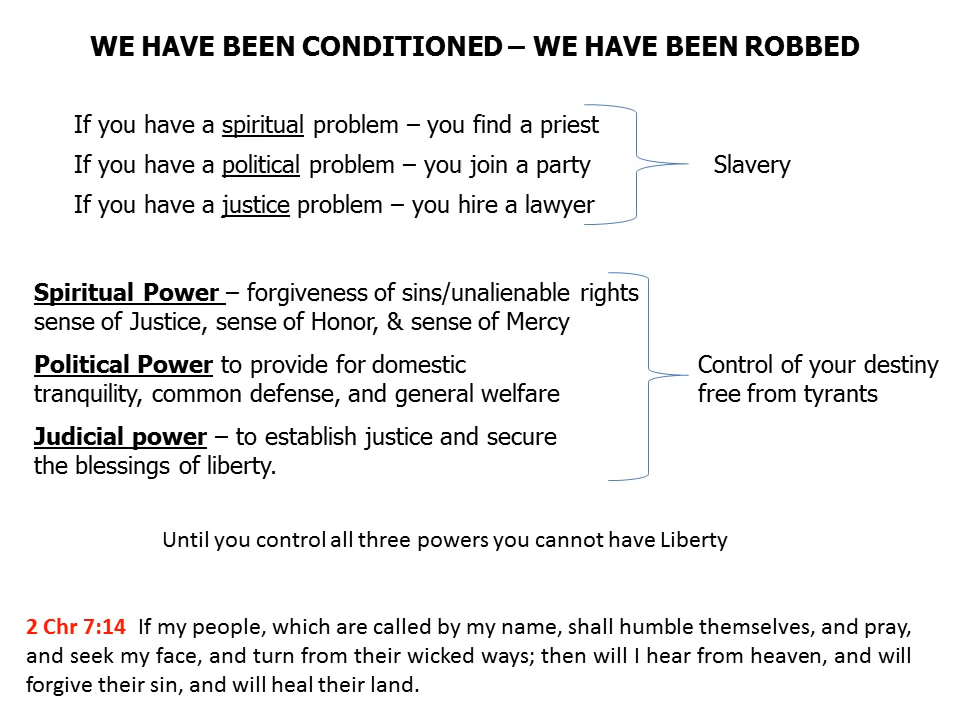 WE HAVE BEEN CONDITIONED – WE HAVE BEEN ROBBED
If you have a spiritual problem – you find a priest
If you have a political problem – you join a party
If you have a justice problem – you hire a lawyer
Slavery
Spiritual Power – forgiveness of sins/unalienable rights
sense of Justice, sense of Honor, & sense of Mercy
Political Power to provide for domestic
tranquility, common defense, and general welfare
Judicial power – to establish justice and secure
the blessings of liberty.
Control of your destiny
free from tyrants
Until you control all three powers you cannot have Liberty
2 Chr 7:14 If my people, which are called by my name, shall humble themselves, and pray,
and seek my face, and turn from their wicked ways; then will I hear from heaven, and will
forgive their sin, and will heal their land.